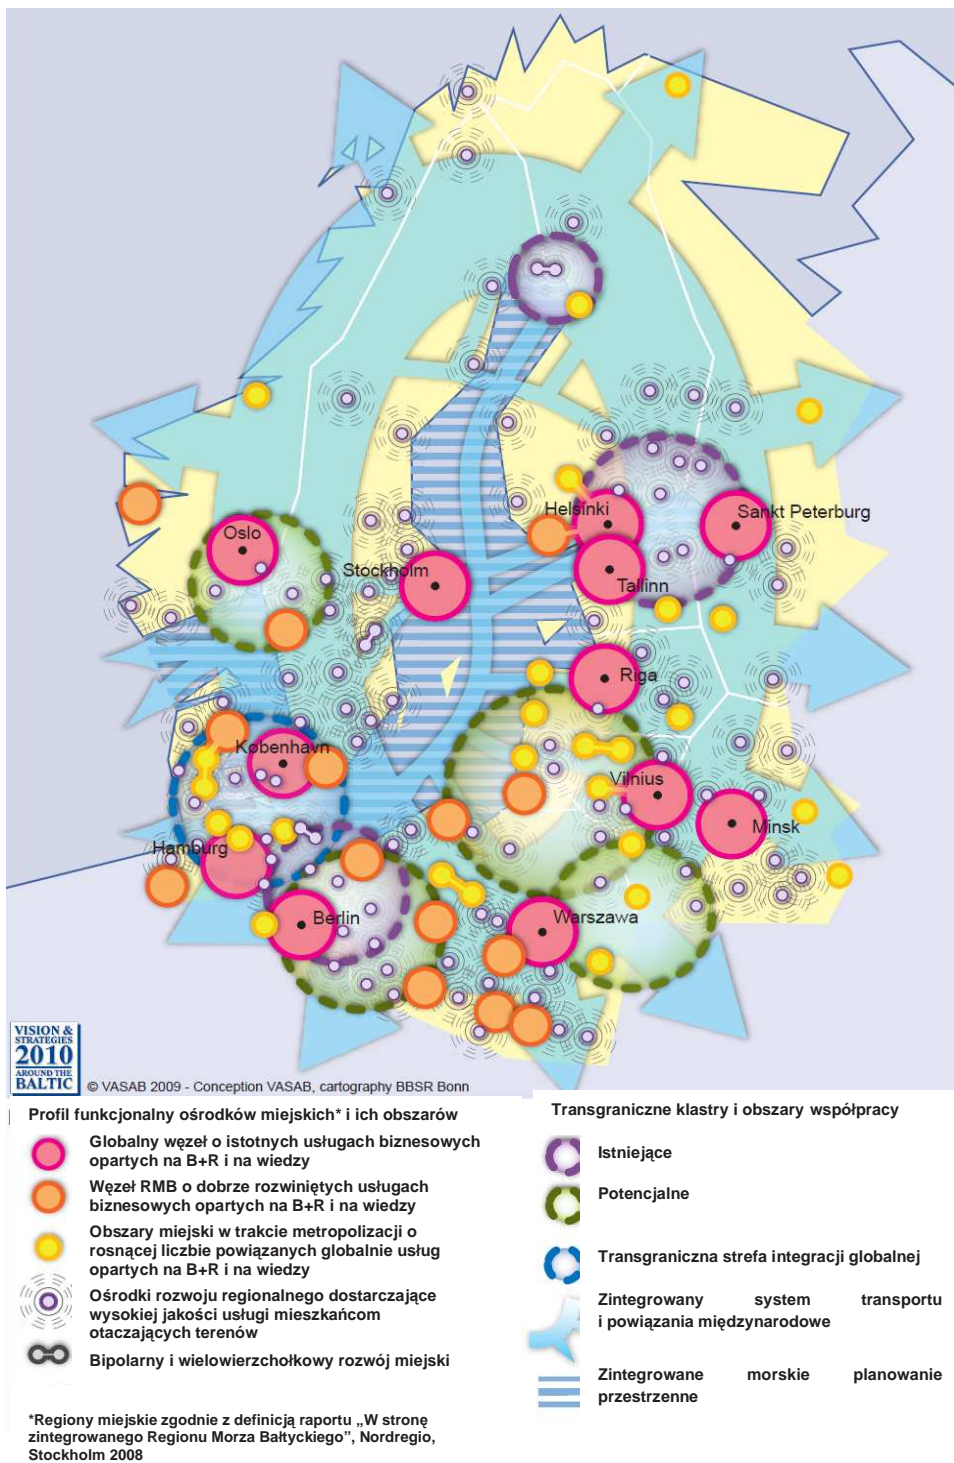 Helsinki
Sankt Peterburg
Oslo
Stockholm
Tallinn
Riga
København
Vilnius
Minsk
Hamburg
Berlin
Warszawa
VISION &
STRATEGIES
2010
AROUND THE
BALTIC
© VASAB 2009 - Conception VASAB, cartography BBSR Bonn
Profil funkcjonalny ośrodków miejskich* i ich obszarów
Globalny węzeł o istotnych usługach biznesowych
opartych na B+R i na wiedzy
Węzeł RMB o dobrze rozwiniętych usługach
biznesowych opartych na B+R i na wiedzy
Obszary miejski w trakcie metropolizacji o
rosnącej liczbie powiązanych globalnie usług
opartych na B+R i na wiedzy
Ośrodki rozwoju regionalnego dostarczające
wysokiej jakości usługi mieszkańcom
otaczających terenów
Bipolarny i wielowierzchołkowy rozwój miejski
*Regiony miejskie zgodnie z definicją raportu „W stronę
zintegrowanego Regionu Morza Bałtyckiego”, Nordregio,
Stockholm 2008
Transgraniczne klastry i obszary współpracy
Istniejące
Potencjalne
Transgraniczna strefa integracji globalnej
Zintegrowany system transportu
i powiązania międzynarodowe
Zintegrowane morskie planowanie
przestrzenne